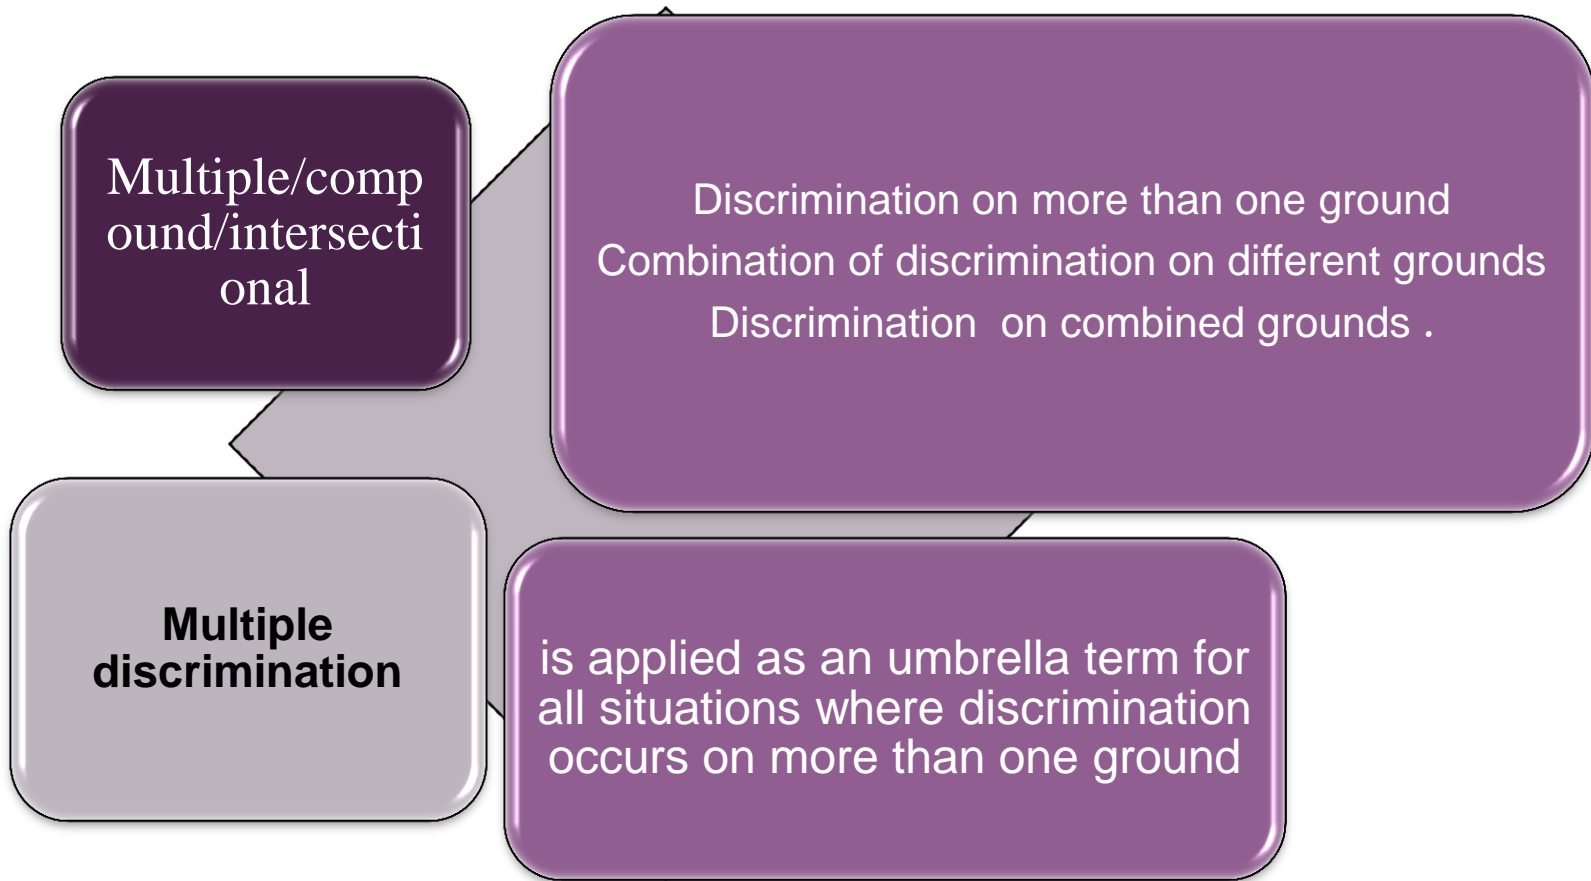 Multiple/comp
ound/intersecti
onal
Discrimination on more than one ground
Combination of discrimination on different grounds
Discrimination  on combined grounds .
Multiple
discrimination
is applied as an umbrella term for
all situations where discrimination
occurs on more than one ground